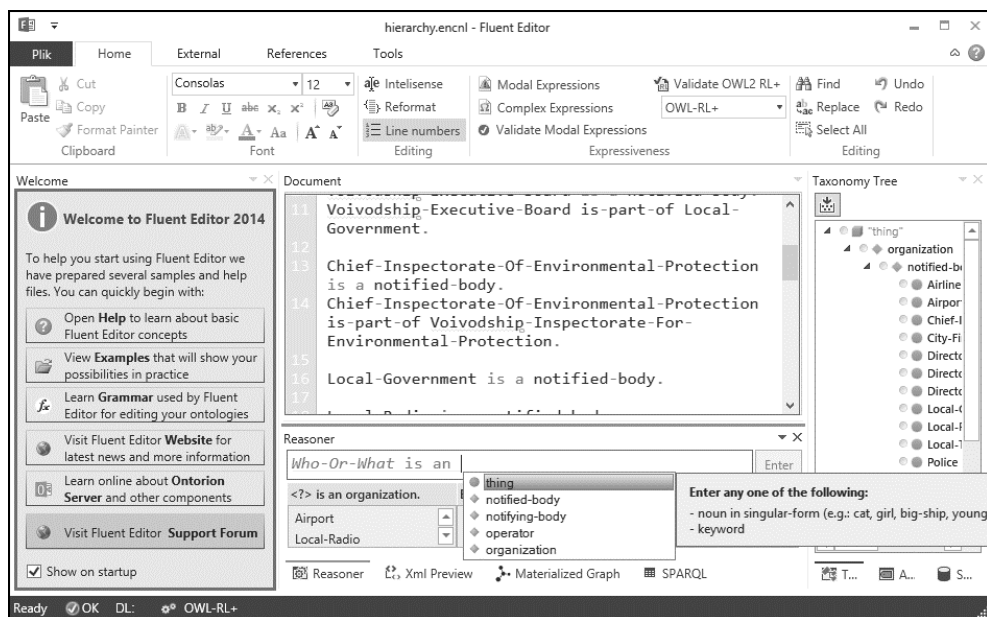 hierarchy.encnl - Fluent Editor
Plik Home External References Tools
Paste
Cut
Copy
Format Painter
Clipboard
Consolas 12
B I U abc x₂ x²
Aa A A
Font
Intelisense
Reformat
Line numbers
Editing
Modal Expressions
Complex Expressions
Validate Modal Expressions
Validate OWL2 RL+
OWL-RL+
Expressiveness
Find
Replace
Select All
Undo
Redo
Editing
Welcome
Welcome to Fluent Editor 2014
To help you start using Fluent Editor we
have prepared several samples and help
files. You can quickly begin with:
Open Help to learn about basic
Fluent Editor concepts
View Examples that will show your
possibilities in practice
Learn Grammar used by Fluent
Editor for editing your ontologies
Visit Fluent Editor Website for
latest news and more information
Learn online about Ontorion
Server and other components
Visit Fluent Editor Support Forum
Show on startup
Document
11 Voivodship-Executive-Board is-part-of Local-
Government.
12
13 Chief-Inspectorate-Of-Environmental-Protection
is a notified-body.
14 Chief-Inspectorate-Of-Environmental-Protection
is-part-of Voivodship-Inspectorate-For-
Environmental-Protection.
15
16 Local-Government is a notified-body.
17
Reasoner
Who-Or-What is an
Enter
<?> is an organization.
Airport
Local-Radio
thing
notified-body
notifying-body
operator
organization
Enter any one of the following:
- noun in singular-form (e.g.: cat, girl, big-ship, young
- keyword
Reasoner Xml Preview Materialized Graph SPARQL
Taxonomy Tree
"thing"
organization
notified-b
Airline
Airpor
Chief-I
City-Fi
Directo
Directo
Directo
Local-G
Local-F
Local-T
Police
T... A... S...
Ready OK DL: OWL-RL+